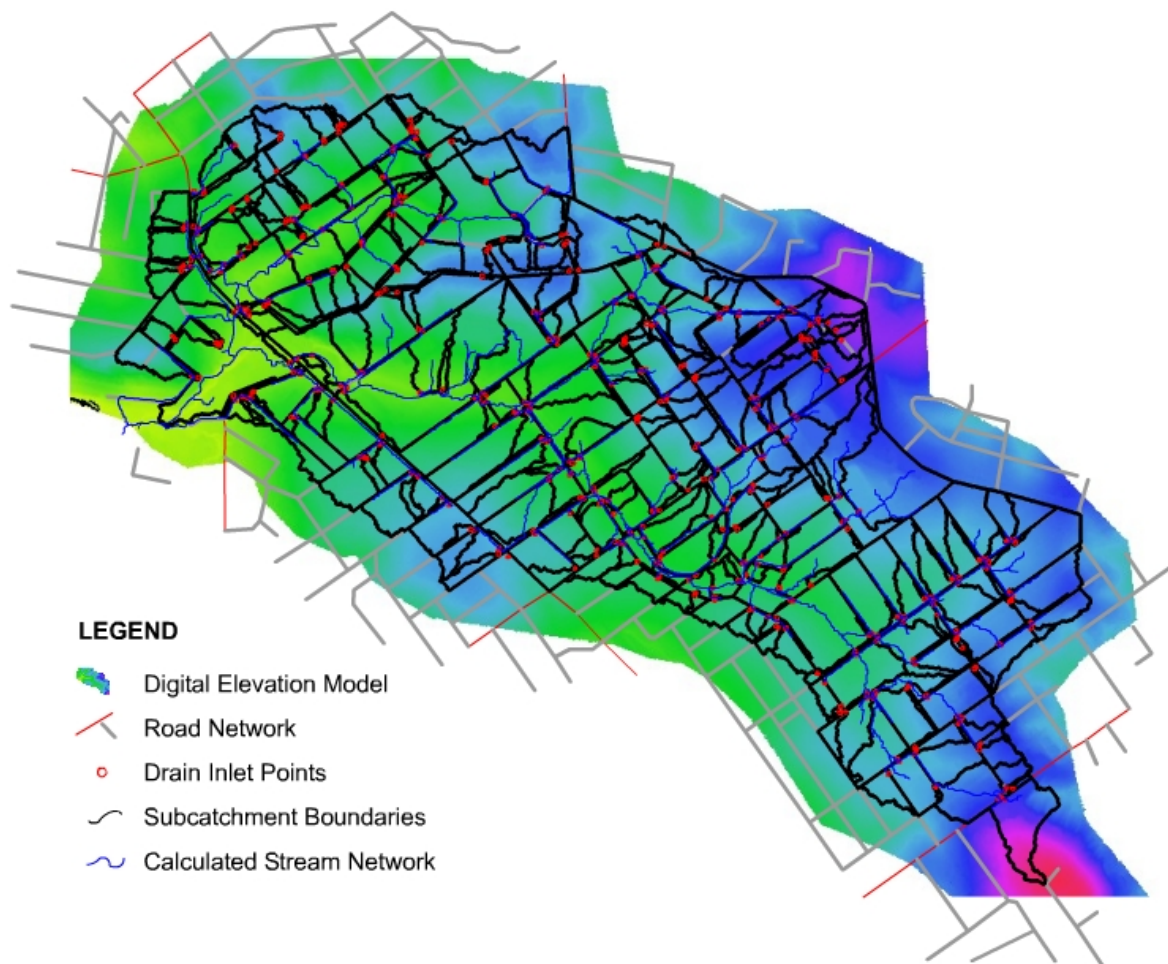 LEGEND
Digital Elevation Model
Road Network
Drain Inlet Points
Subcatchment Boundaries
Calculated Stream Network